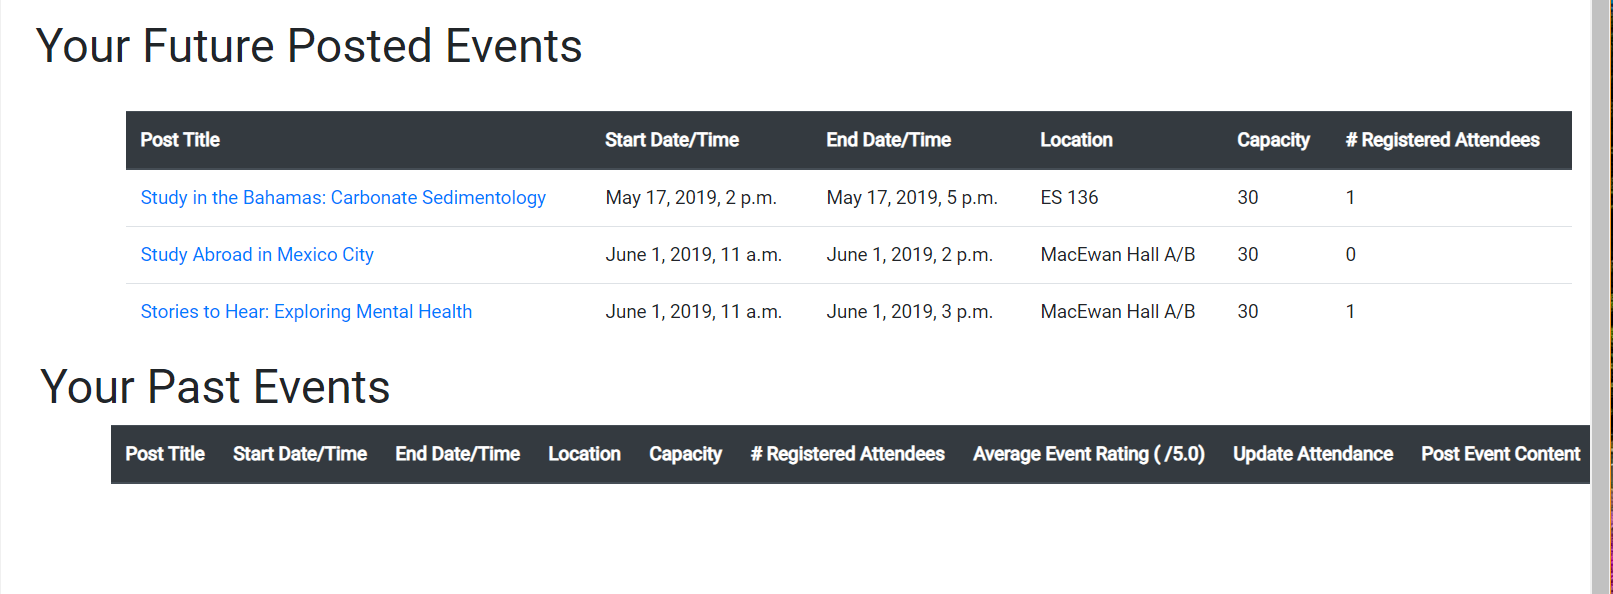 Your Future Posted Events
Post Title Start Date/Time End Date/Time Location Capacity # Registered Attendees
Study in the Bahamas: Carbonate Sedimentology May 17, 2019, 2 p.m. May 17, 2019, 5 p.m. ES 136 30 1
Study Abroad in Mexico City June 1, 2019, 11 a.m. June 1, 2019, 2 p.m. MacEwan Hall A/B 30 0
Stories to Hear: Exploring Mental Health June 1, 2019, 11 a.m. June 1, 2019, 3 p.m. MacEwan Hall A/B 30 1
Your Past Events
Post Title Start Date/Time End Date/Time Location Capacity # Registered Attendees Average Event Rating ( /5.0) Update Attendance Post Event Content